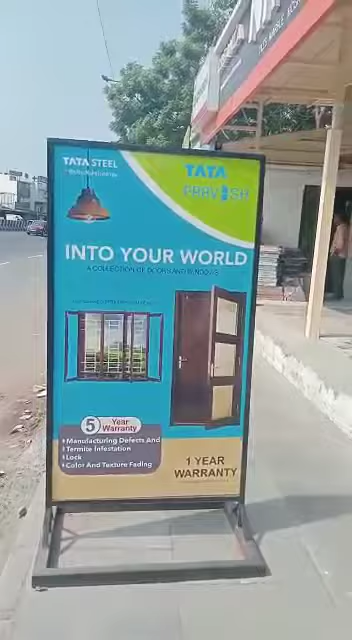 TATA STEEL
TATA
PRAVESH
INTO YOUR WORLD
A COLLECTION OF DOORS AND WINDOWS
5 Year
Warranty
Manufacturing Defects And
Termite Infestation
Lock
Color And Texture Fading
1 YEAR
WARRANTY